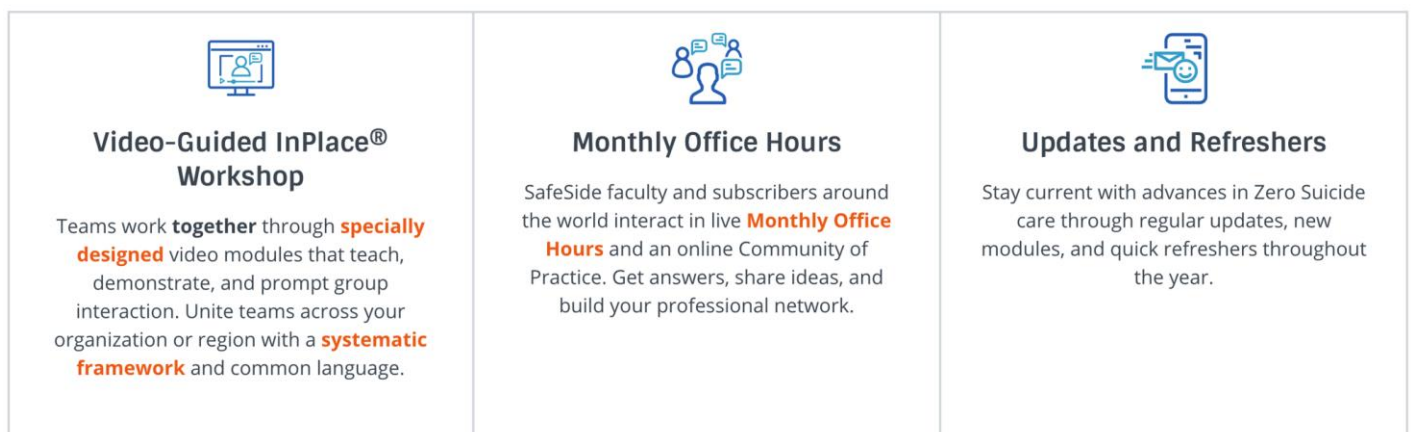 Video-Guided InPlace®
Workshop
Teams work together through specially
designed video modules that teach,
demonstrate, and prompt group
interaction. Unite teams across your
organization or region with a systematic
framework and common language.
Monthly Office Hours
SafeSide faculty and subscribers around
the world interact in live Monthly Office
Hours and an online Community of
Practice. Get answers, share ideas, and
build your professional network.
Updates and Refreshers
Stay current with advances in Zero Suicide
care through regular updates, new
modules, and quick refreshers throughout
the year.